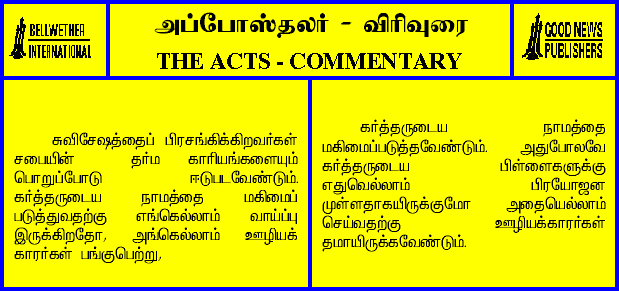 BELLWETHER
INTERNATIONAL
அப்போஸ்தலர் - விரிவுரை
THE ACTS - COMMENTARY
GOOD NEWS
PUBLISHERS
சுவிசேஷத்தைப் பிரசங்கிக்கிறவர்கள்
சபையின் தர்ம காரியங்களையும்
பொறுப்போடு ஈடுபடவேண்டும்.
கர்த்தருடைய நாமத்தை மகிமைப்
படுத்துவதற்கு எங்கெல்லாம் வாய்ப்பு
இருக்கிறதோ, அங்கெல்லாம் ஊழியக்
காரர்கள் பங்குபெற்று,
கர்த்தருடைய நாமத்தை
மகிமைப்படுத்தவேண்டும். அதுபோலவே
கர்த்தருடைய பிள்ளைகளுக்கு
எதுவெல்லாம் பிரயோஜன
முள்ளதாகயிருக்குமோ அதையெல்லாம்
செய்வதற்கு ஊழியக்காரர்கள்
தமாயிருக்கவேண்டும்.